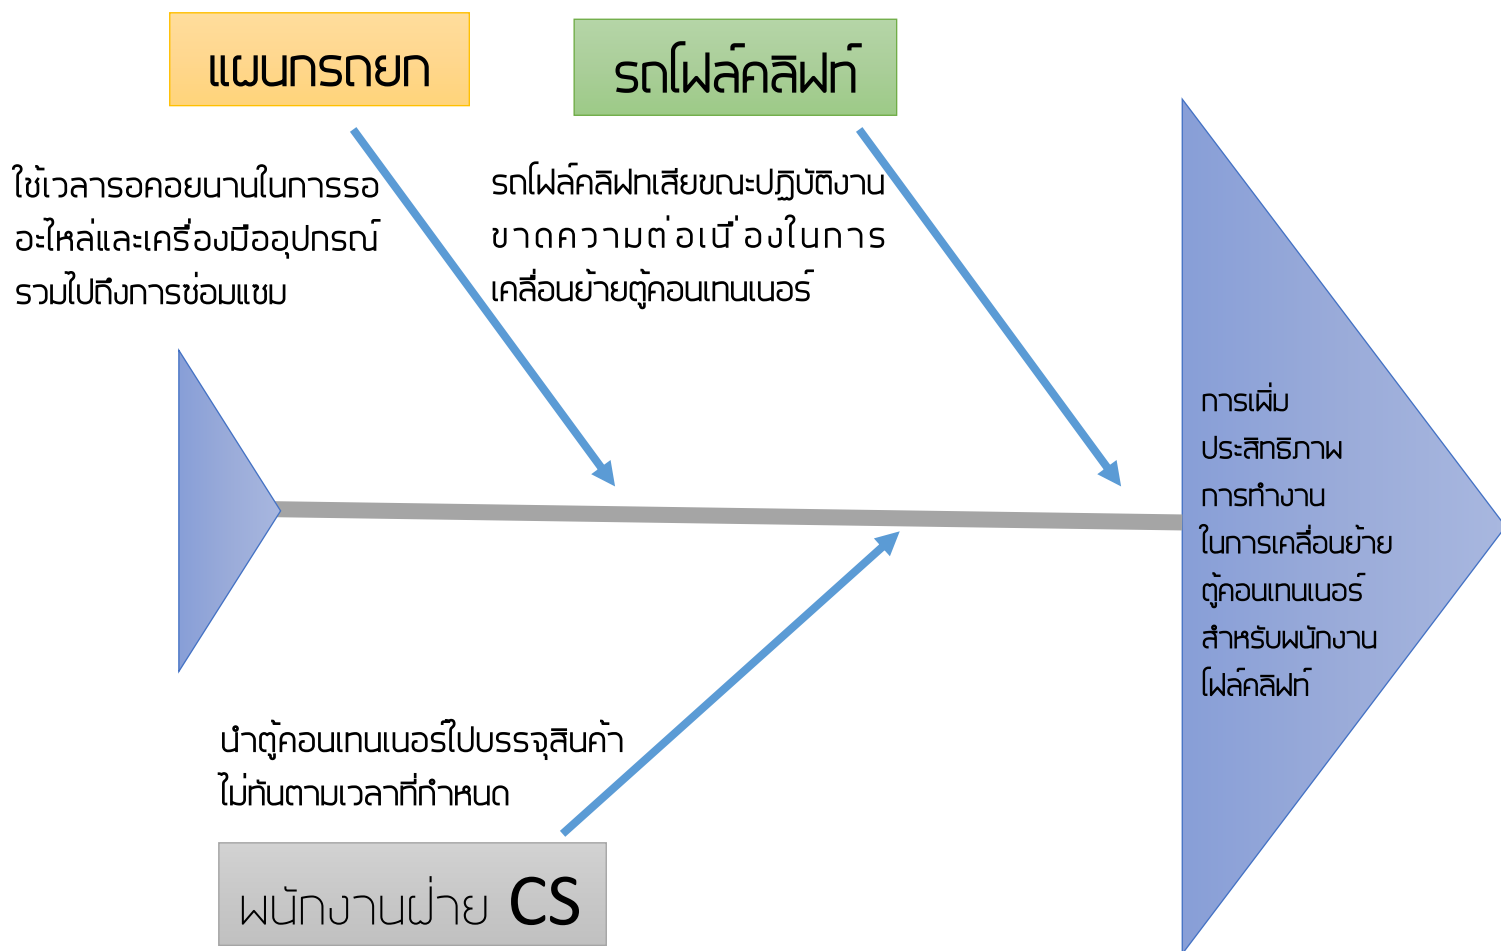 แผนกรถยก
รถโฟล์คลิฟท์
ใช้เวลารอคอยนานในการรอ
อะไหล่และเครื่องมืออุปกรณ์
รวมไปถึงการซ่อมแซม
รถโฟล์คลิฟทเสียขณะปฏิบัติงาน
ขาดความต่อเนื่องในการ
เคลื่อนย้ายตู้คอนเทนเนอร์
การเพิ่ม
ประสิทธิภาพ
การทำงาน
ในการเคลื่อนย้าย
ตู้คอนเทนเนอร์
สำหรับพนักงาน
โฟล์คลิฟท์
นำตู้คอนเทนเนอร์ไปบรรจุสินค้า
ไม่ทันตามเวลาที่กำหนด
พนักงานฝ่าย CS